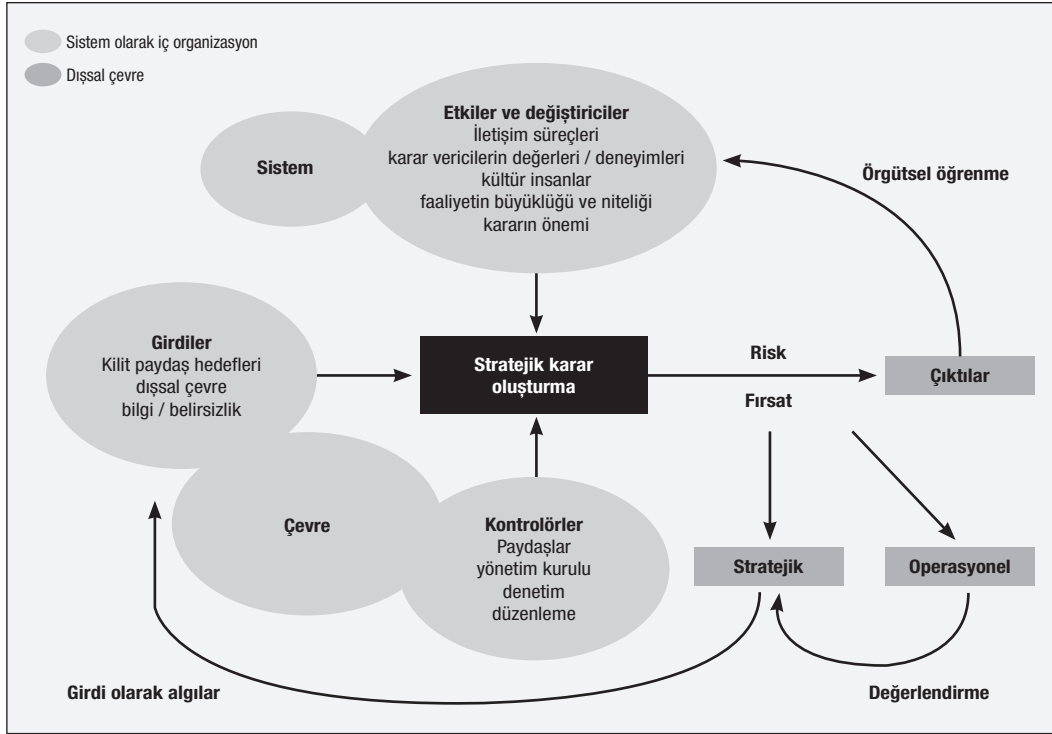 Sistem olarak iç organizasyon
Dışsal çevre
Etkiler ve değiştiriciler
İletişim süreçleri
karar vericilerin değerleri / deneyimleri
kültür insanlar
faaliyetin büyüklüğü ve niteliği
kararın önemi
Sistem
Örgütsel öğrenme
Girdiler
Kilit paydaş hedefleri
dışsal çevre
bilgi / belirsizlik
Stratejik karar
oluşturma
Risk
Fırsat
Çıktılar
Çevre
Kontrolörler
Paydaşlar
yönetim kurulu
denetim
düzenleme
Stratejik
Operasyonel
Girdi olarak algılar
Değerlendirme